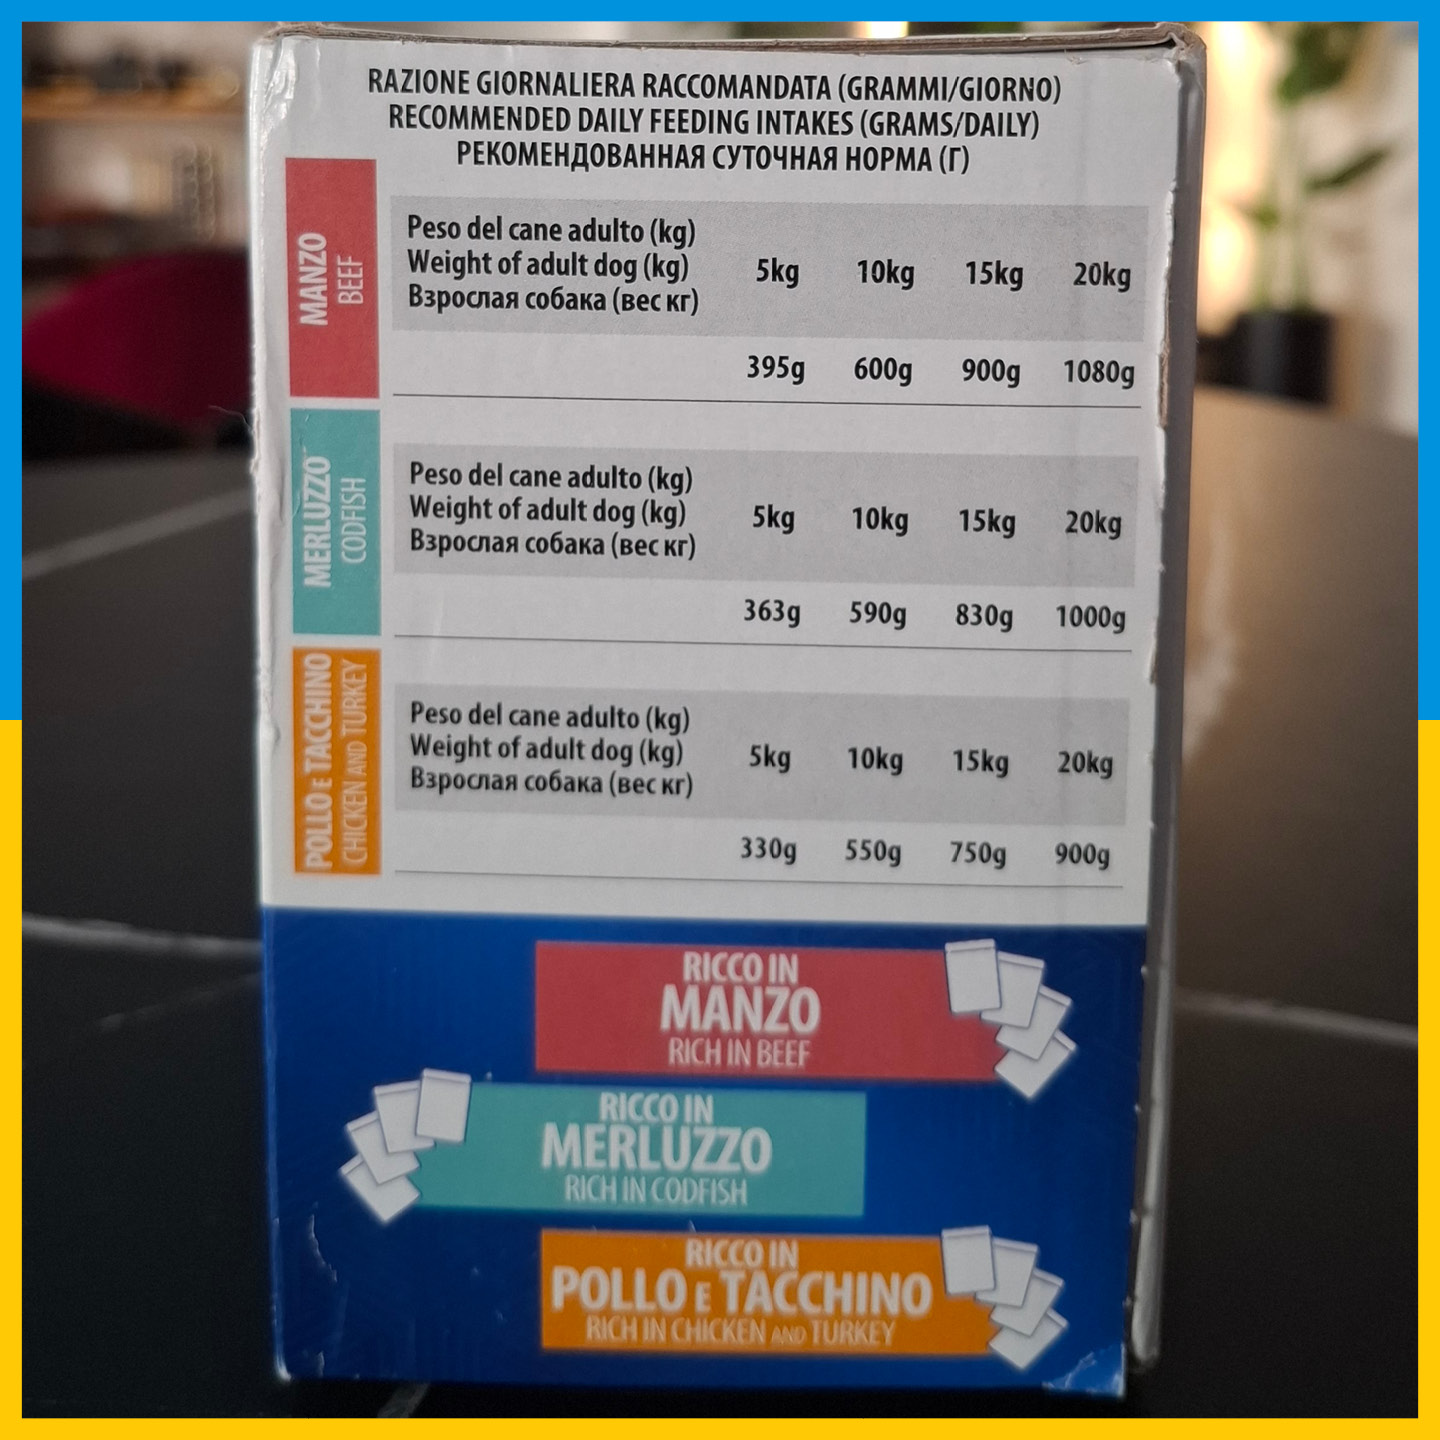 RAZIONE GIORNALIERA RACCOMANDATA (GRAMMI/GIORNO)
RECOMMENDED DAILY FEEDING INTAKES (GRAMS/DAILY)
РЕКОМЕНДОВАННАЯ СУТОЧНАЯ НОРМА (Г)
MANZO
BEEF
Peso del cane adulto (kg)
Weight of adult dog (kg) 5kg 10kg 15kg 20kg
Взрослая собака (вес кг)
395g 600g 900g 1080g
MERLUZZO
CODFISH
Peso del cane adulto (kg)
Weight of adult dog (kg) 5kg 10kg 15kg 20kg
Взрослая собака (вес кг)
363g 590g 830g 1000g
POLLO E TACCHINO
CHICKEN AND TURKEY
Peso del cane adulto (kg)
Weight of adult dog (kg) 5kg 10kg 15kg 20kg
Взрослая собака (вес кг)
330g 550g 750g 900g
RICCO IN
MANZO
RICH IN BEEF
RICCO IN
MERLUZZO
RICH IN CODFISH
RICCO IN
POLLO E TACCHINO
RICH IN CHICKEN AND TURKEY